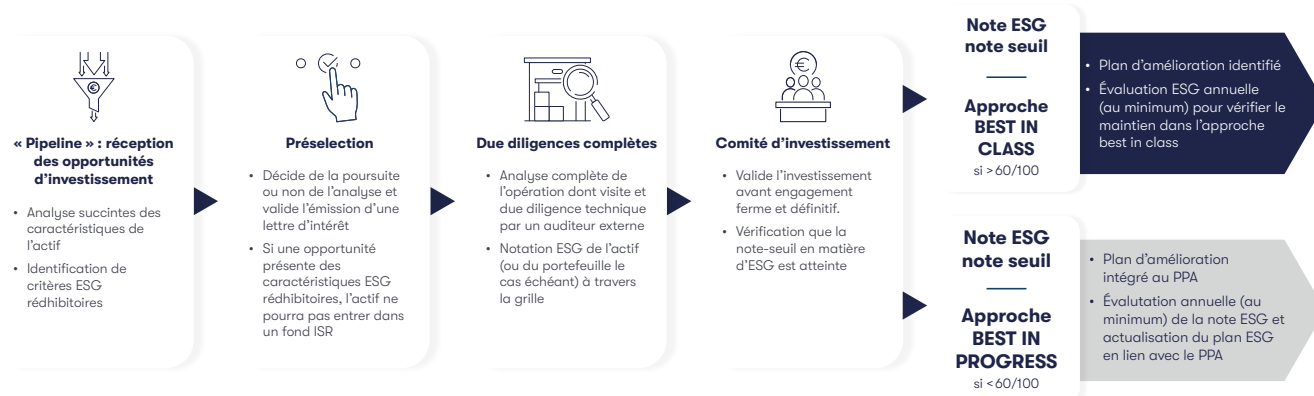 « Pipeline » : réception
des opportunités
d'investissement
• Analyse succintes des
caractéristiques de
l'actif
• Identification de
critères ESG
rédhibitoires
Préselection
• Décide de la poursuite
ou non de l'analyse et
valide l'émission d'une
lettre d'intérêt
• Si une opportunité
présente des
caractéristiques ESG
rédhibitoires, l'actif ne
pourra pas entrer dans
un fond ISR
Due diligences complètes
• Analyse complète de
l'opération dont visite et
due diligence technique
par un auditeur externe
• Notation ESG de l'actif
(ou du portefeuille le
cas échéant) à travers
la grille
Comité d'investissement
• Valide l'investissement
avant engagement
ferme et définitif.
• Vérification que la
note-seuil en matière
d'ESG est atteinte
Note ESG
note seuil
Approche
BEST IN
CLASS
si > 60/100
• Plan d'amélioration identifié
• Évaluation ESG annuelle
(au minimum) pour vérifier le
maintien dans l'approche
best in class
Note ESG
note seuil
Approche
BEST IN
PROGRESS
si < 60/100
• Plan d'amélioration
intégré au PPA
• Évalutation annuelle (au
minimum) de la note ESG et
actualisation du plan ESG
en lien avec le PPA